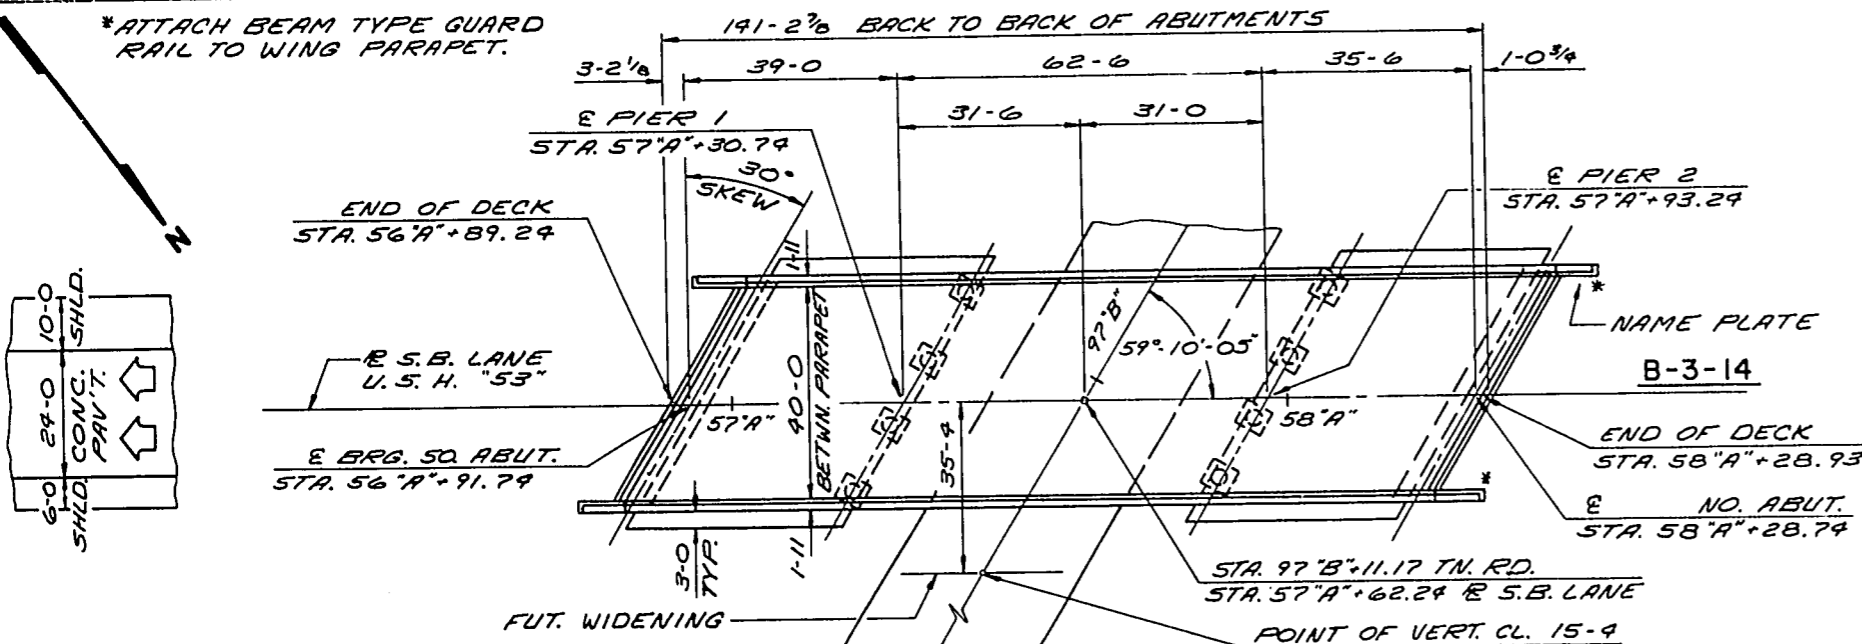 *ATTACH BEAM TYPE GUARD
RAIL TO WING PARAPET.
141-2⅞ BACK TO BACK OF ABUTMENTS
3-2⅛
39-0
62-6
35-6
1-0¾
31-6
31-0
℄ PIER 1
STA. 57"A"+30.74
30°
SKEW
℄ PIER 2
STA. 57"A"+93.24
END OF DECK
STA. 56"A"+89.24
N
1-11
10-0
SHLD.
24-0
CONC.
PAV'T.
6-0
SHLD.
97"B"
59°-10'-05"
*
NAME PLATE
B-3-14
℞ S.B. LANE
U.S.H. "53"
57"A"
40-0
BETWN. PARAPET
58"A"
35-4
END OF DECK
STA. 58"A"+28.93
℄ BRG. SO. ABUT.
STA. 56"A"+91.74
*
℄ NO. ABUT.
STA. 58"A"+28.74
3-0
TYP.
1-11
STA. 97"B"+11.17 TN. RD.
STA. 57"A"+62.24 ℞ S.B. LANE
FUT. WIDENING
POINT OF VERT. CL. 15-4